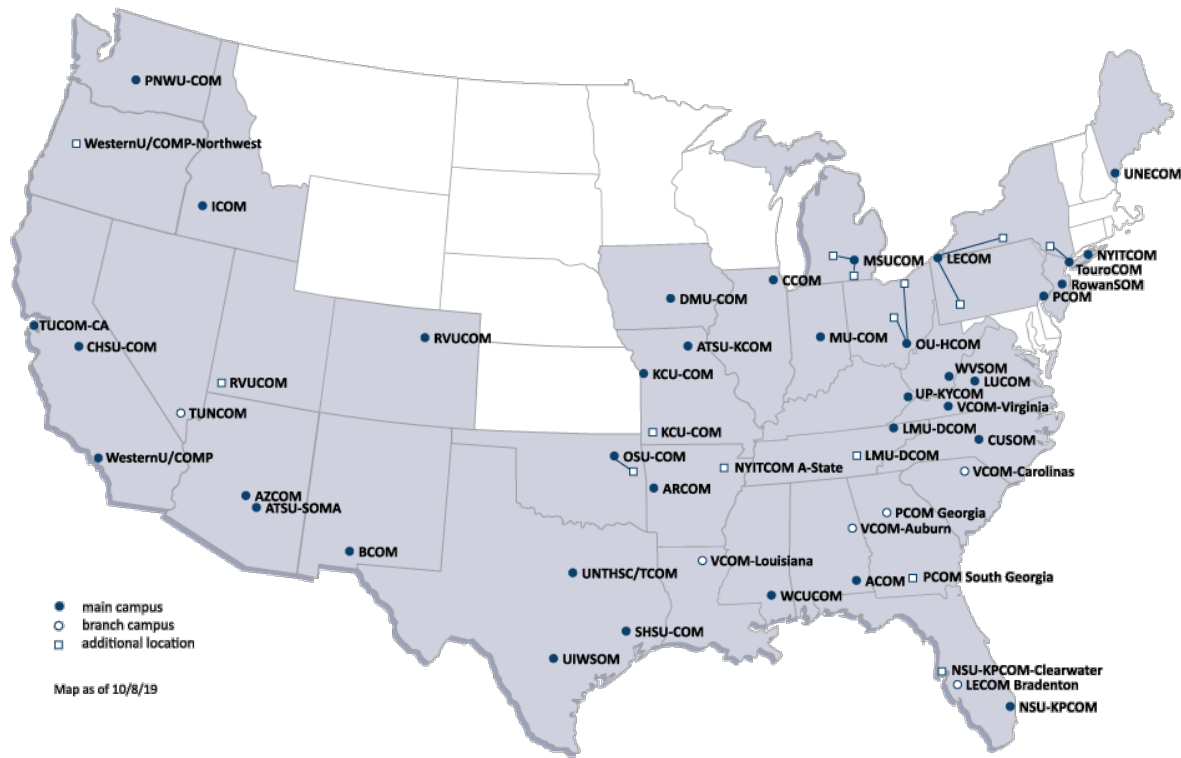 PNWU-COM
WesternU/COMP-Northwest
UNECOM
ICOM
NYITCOM
MSUCOM
LECOM
TouroCOM
CCOM
RowanSOM
DMU-COM
PCOM
TUCOM-CA
RVUCOM
MU-COM
OU-HCOM
CHSU-COM
ATSU-KCOM
WVSOM
KCU-COM
LUCOM
RVUCOM
UP-KYCOM
VCOM-Virginia
TUNCOM
LMU-DCOM
KCU-COM
CUSOM
WesternU/COMP
OSU-COM
LMU-DCOM
NYITCOM A-State
VCOM-Carolinas
ARCOM
AZCOM
ATSU-SOMA
PCOM Georgia
VCOM-Auburn
BCOM
VCOM-Louisiana
UNTHSC/TCOM
ACOM
PCOM South Georgia
WCUCOM
main campus
branch campus
additional location
SHSU-COM
UIWSOM
NSU-KPCOM-Clearwater
LECOM Bradenton
Map as of 10/8/19
NSU-KPCOM